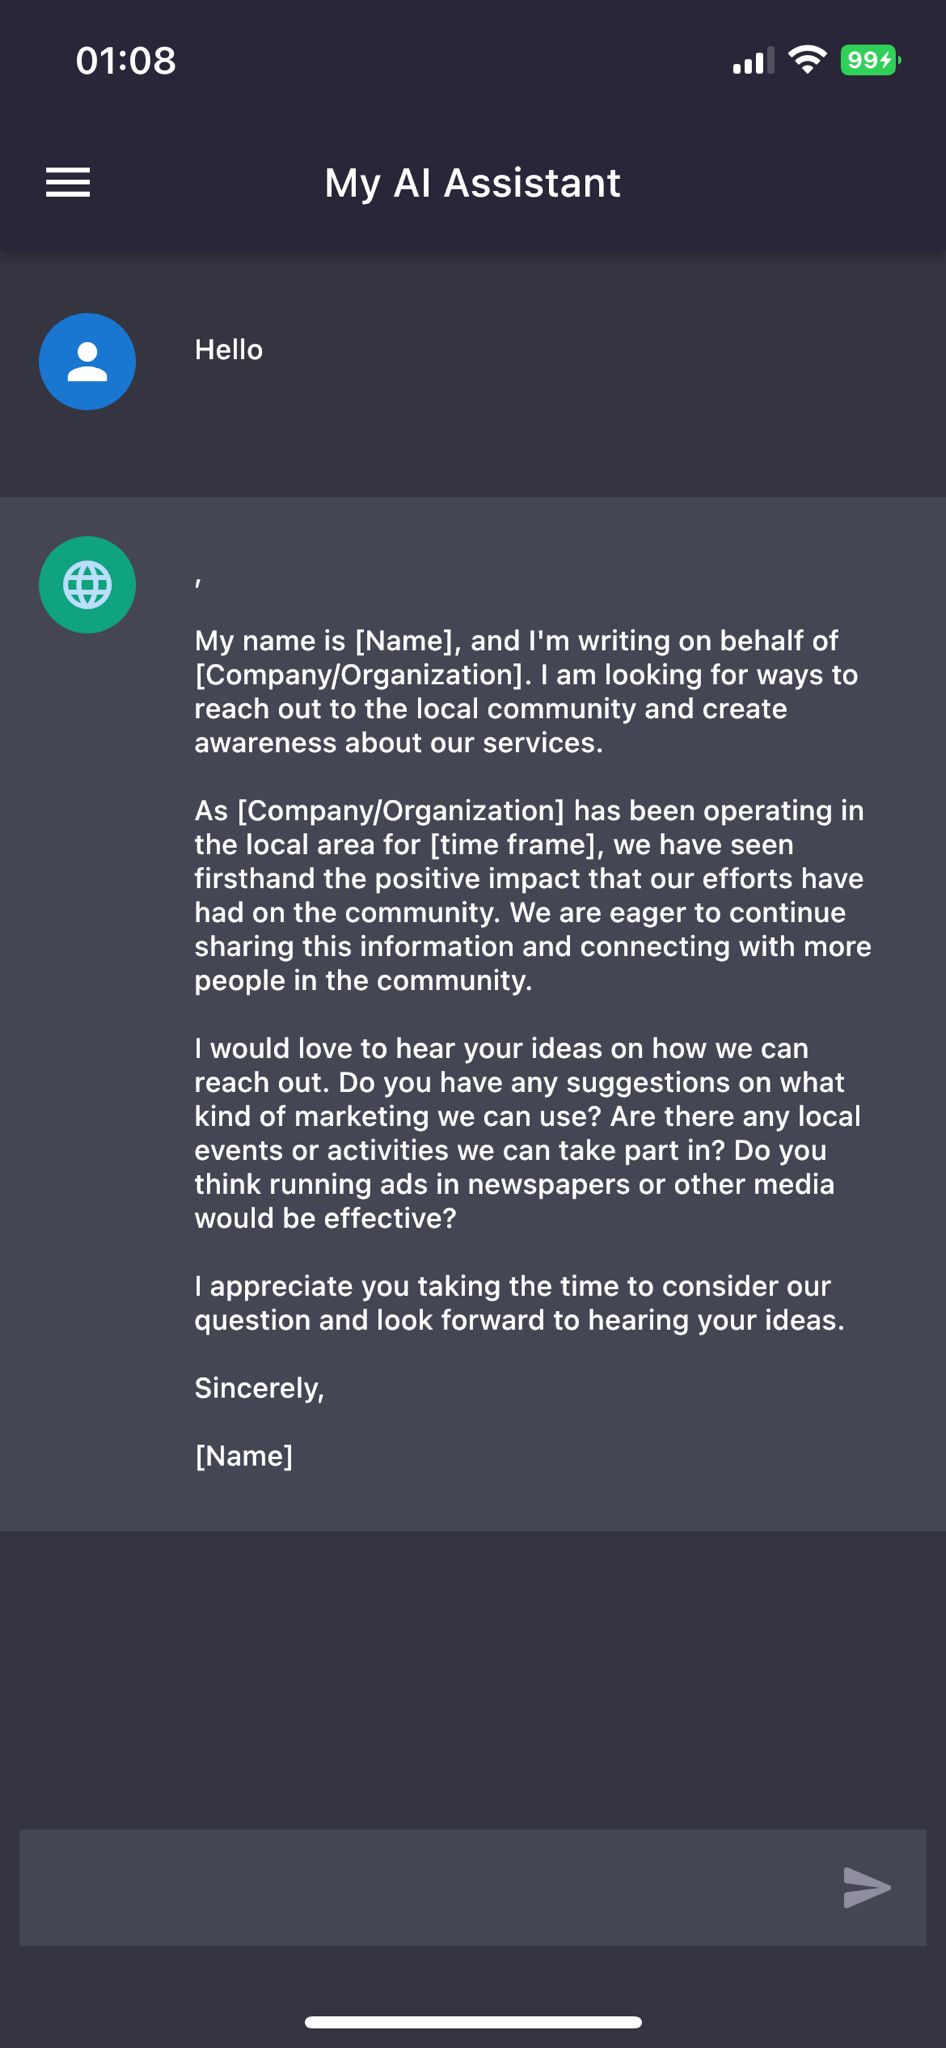 01:08
99
My AI Assistant
Hello
,
My name is [Name], and I'm writing on behalf of
[Company/Organization]. I am looking for ways to
reach out to the local community and create
awareness about our services.
As [Company/Organization] has been operating in
the local area for [time frame], we have seen
firsthand the positive impact that our efforts have
had on the community. We are eager to continue
sharing this information and connecting with more
people in the community.
I would love to hear your ideas on how we can
reach out. Do you have any suggestions on what
kind of marketing we can use? Are there any local
events or activities we can take part in? Do you
think running ads in newspapers or other media
would be effective?
I appreciate you taking the time to consider our
question and look forward to hearing your ideas.
Sincerely,
[Name]